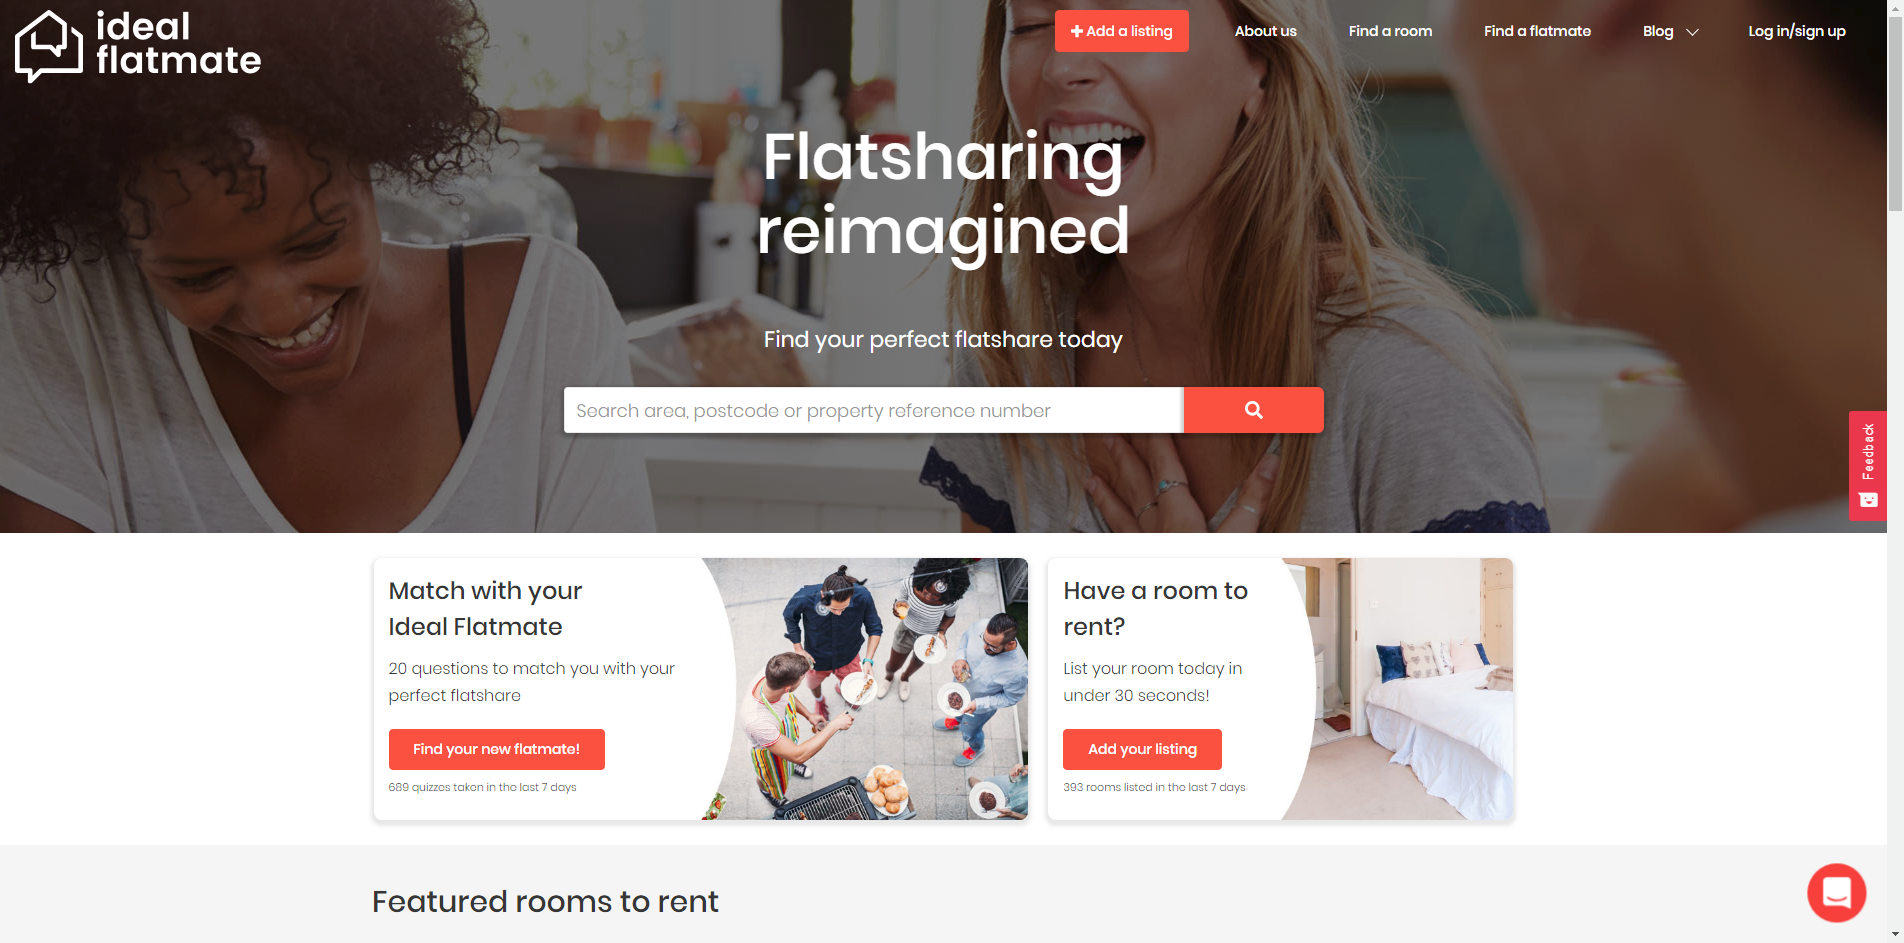 ideal
flatmate
Add a listing
About us
Find a room
Find a flatmate
Blog
Log in/sign up
Flatsharing
reimagined
Find your perfect flatshare today
Search area, postcode or property reference number
Feedback
Match with your
Ideal Flatmate
20 questions to match you with your
perfect flatshare
Find your new flatmate!
689 quizzes taken in the last 7 days
Have a room to
rent?
List your room today in
under 30 seconds!
Add your listing
393 rooms listed in the last 7 days
Featured rooms to rent